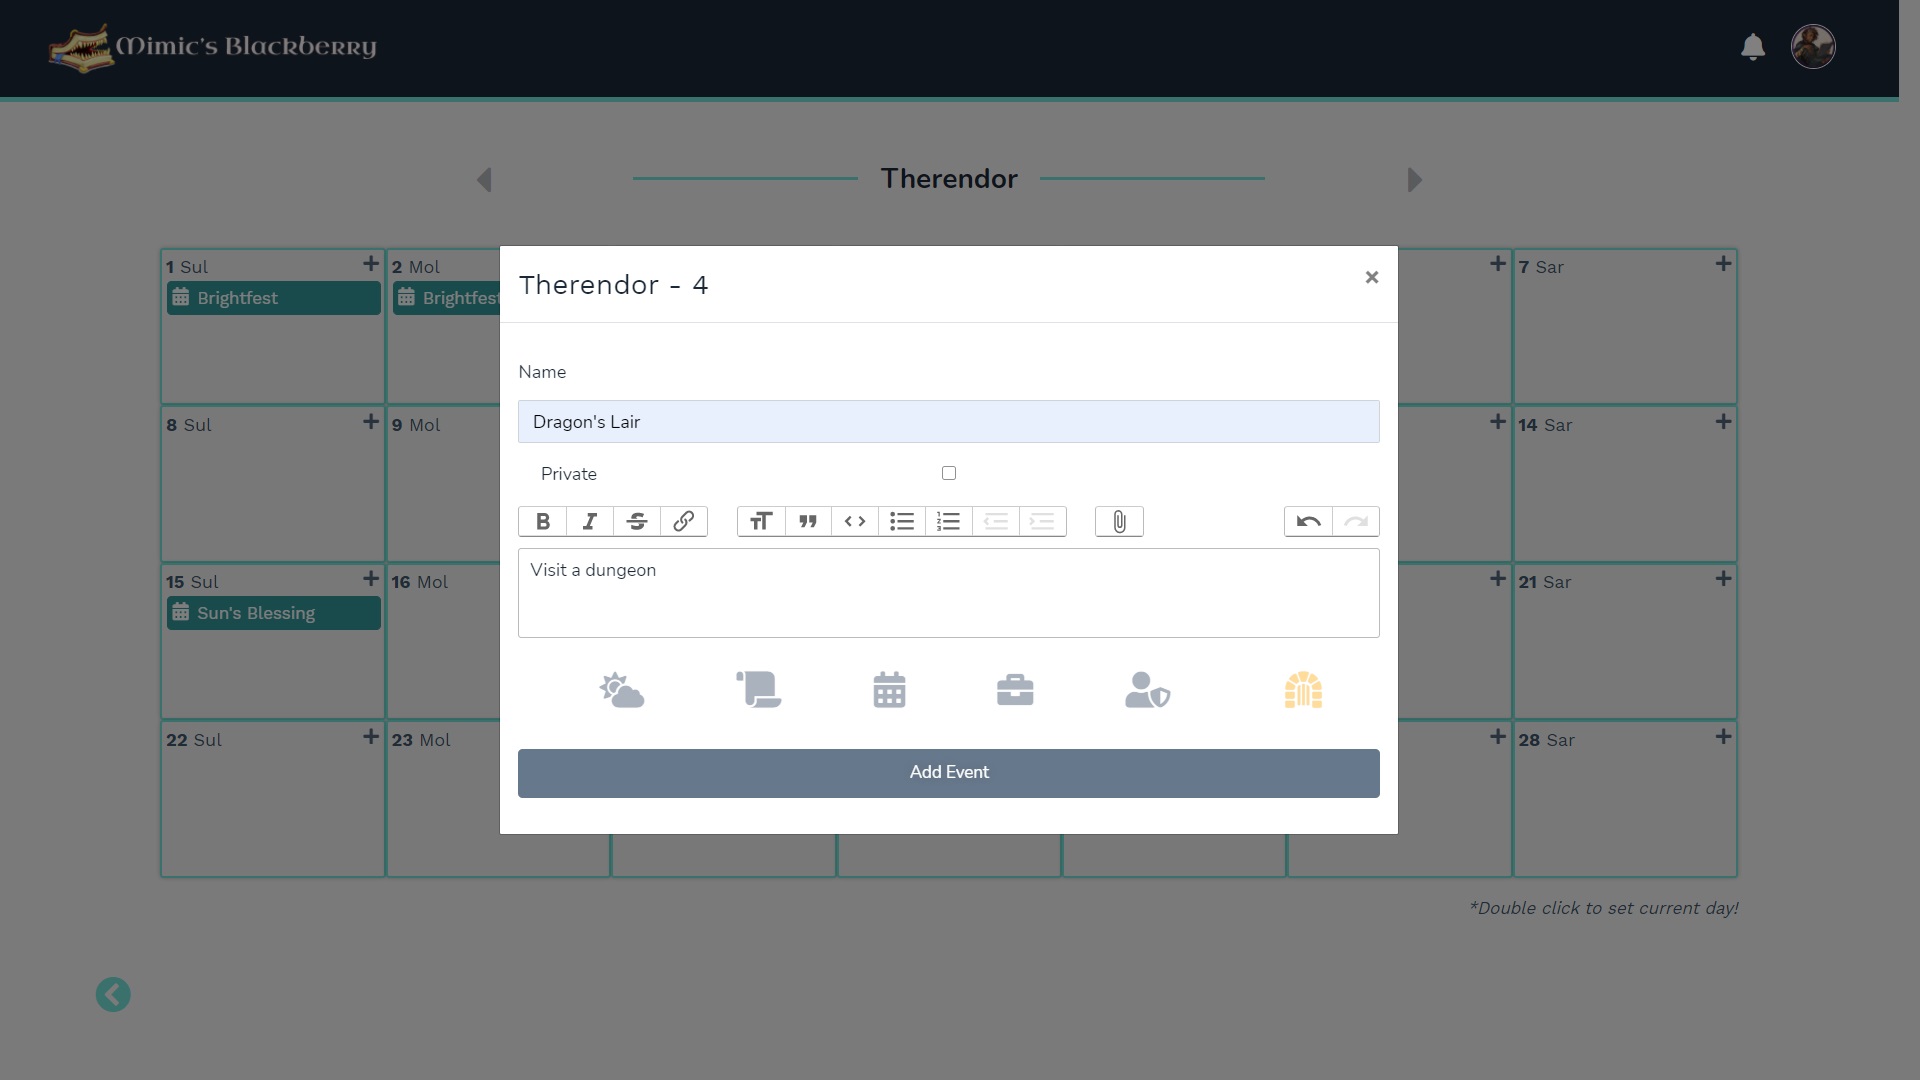 Mimic's Blackberry
Therendor
1 Sul
2 Mol
7 Sar
Brightfest
Brightfest
8 Sul
9 Mol
14 Sar
15 Sul
16 Mol
21 Sar
Sun's Blessing
22 Sul
23 Mol
28 Sar
Therendor - 4
×
Name
Dragon's Lair
Private
Visit a dungeon
Add Event
*Double click to set current day!